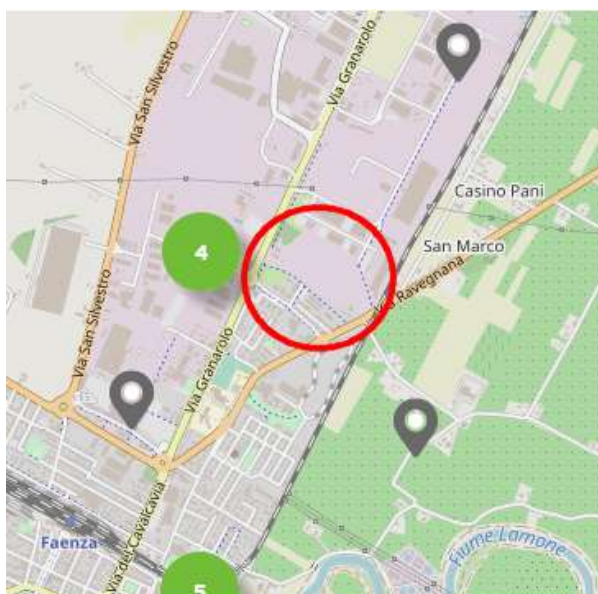 Via San Silvestro
Via Granarolo
4
Casino Pani
San Marco
Via Ravegnana
Via San Silvestro
Via Granarolo
Faenza
Via del Cavalcavia
Fiume Lamone
5